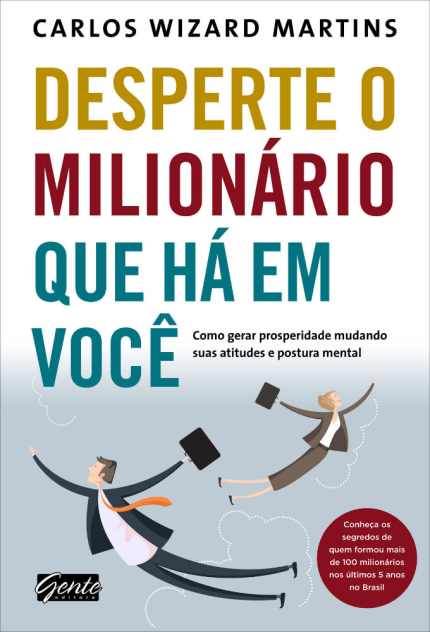 CARLOS WIZARD MARTINS
DESPERTE O
MILIONÁRIO
QUE HÁ EM
VOCÊ
Como gerar prosperidade mudando
suas atitudes e postura mental
Conheça os
segredos de
quem formou mais
de 100 milionários
nos últimos 5 anos
no Brasil
Gente
editora